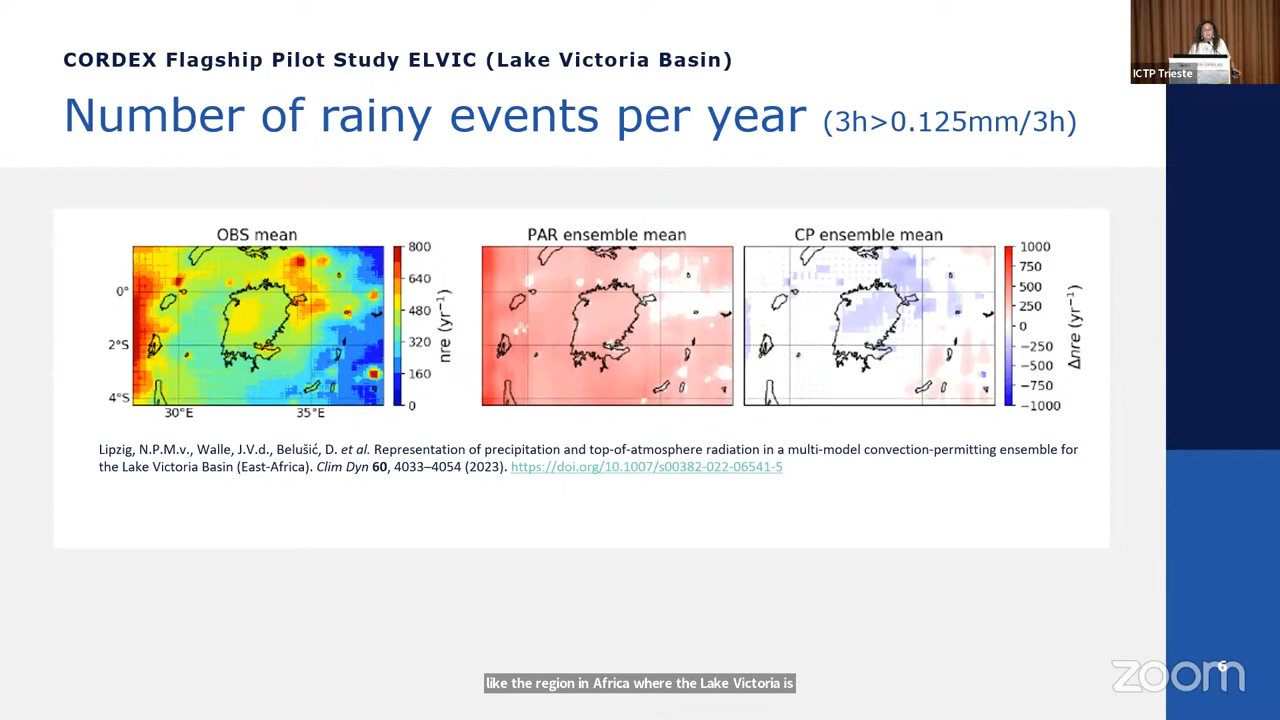 CORDEX Flagship Pilot Study ELVIC (Lake Victoria Basin)
Number of rainy events per year (3h>0.125mm/3h)
ICTP Trieste
OBS mean
PAR ensemble mean
CP ensemble mean
0°
2°S
4°S
30°E
35°E
800
640
480
320
160
0
nre (yr⁻¹)
1000
750
500
250
0
−250
−500
−750
−1000
Δnre (yr⁻¹)
Lipzig, N.P.M.v., Walle, J.V.d., Belušić, D. et al. Representation of precipitation and top-of-atmosphere radiation in a multi-model convection-permitting ensemble for
the Lake Victoria Basin (East-Africa). Clim Dyn 60, 4033–4054 (2023). https://doi.org/10.1007/s00382-022-06541-5
6
zoom
like the region in Africa where the Lake Victoria is